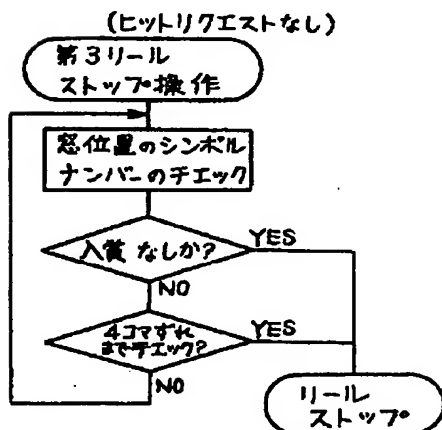 (ヒットリクエストなし)
第3リール
ストップ操作
窓位置のシンボル
ナンバーのチェック
入賞なしか?
YES
NO
4コマずれ
までチェック?
YES
NO
リール
ストップ